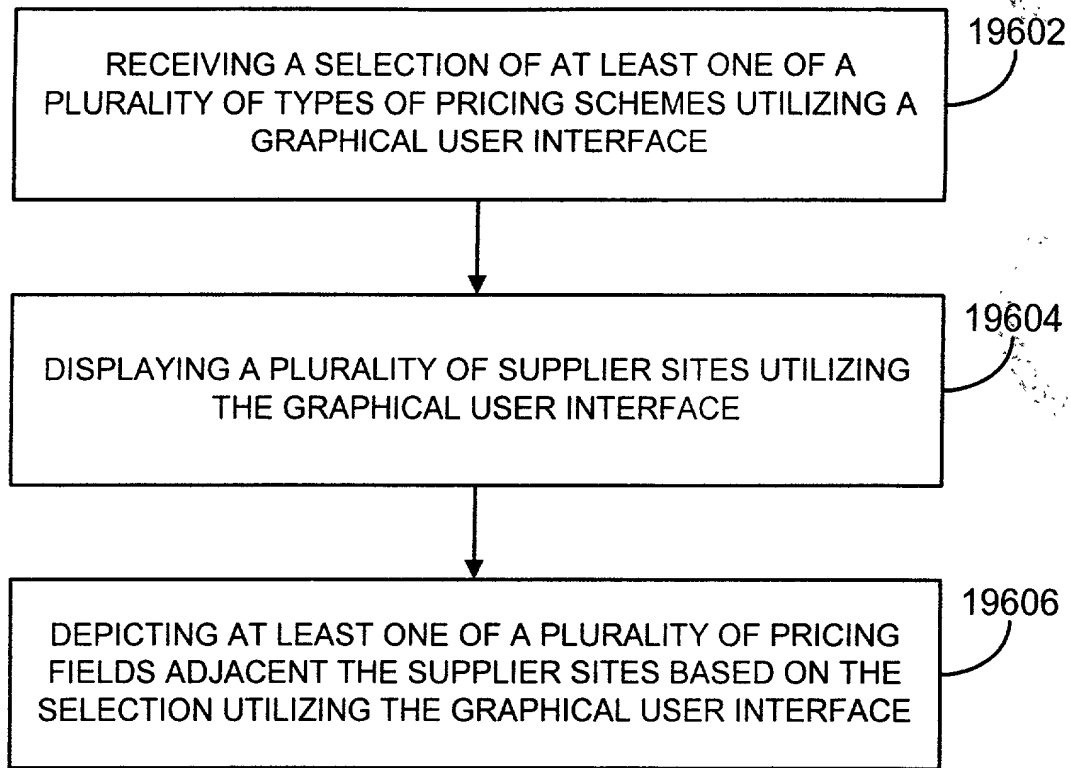 19602
RECEIVING A SELECTION OF AT LEAST ONE OF A
PLURALITY OF TYPES OF PRICING SCHEMES UTILIZING A
GRAPHICAL USER INTERFACE
19604
DISPLAYING A PLURALITY OF SUPPLIER SITES UTILIZING
THE GRAPHICAL USER INTERFACE
19606
DEPICTING AT LEAST ONE OF A PLURALITY OF PRICING
FIELDS ADJACENT THE SUPPLIER SITES BASED ON THE
SELECTION UTILIZING THE GRAPHICAL USER INTERFACE